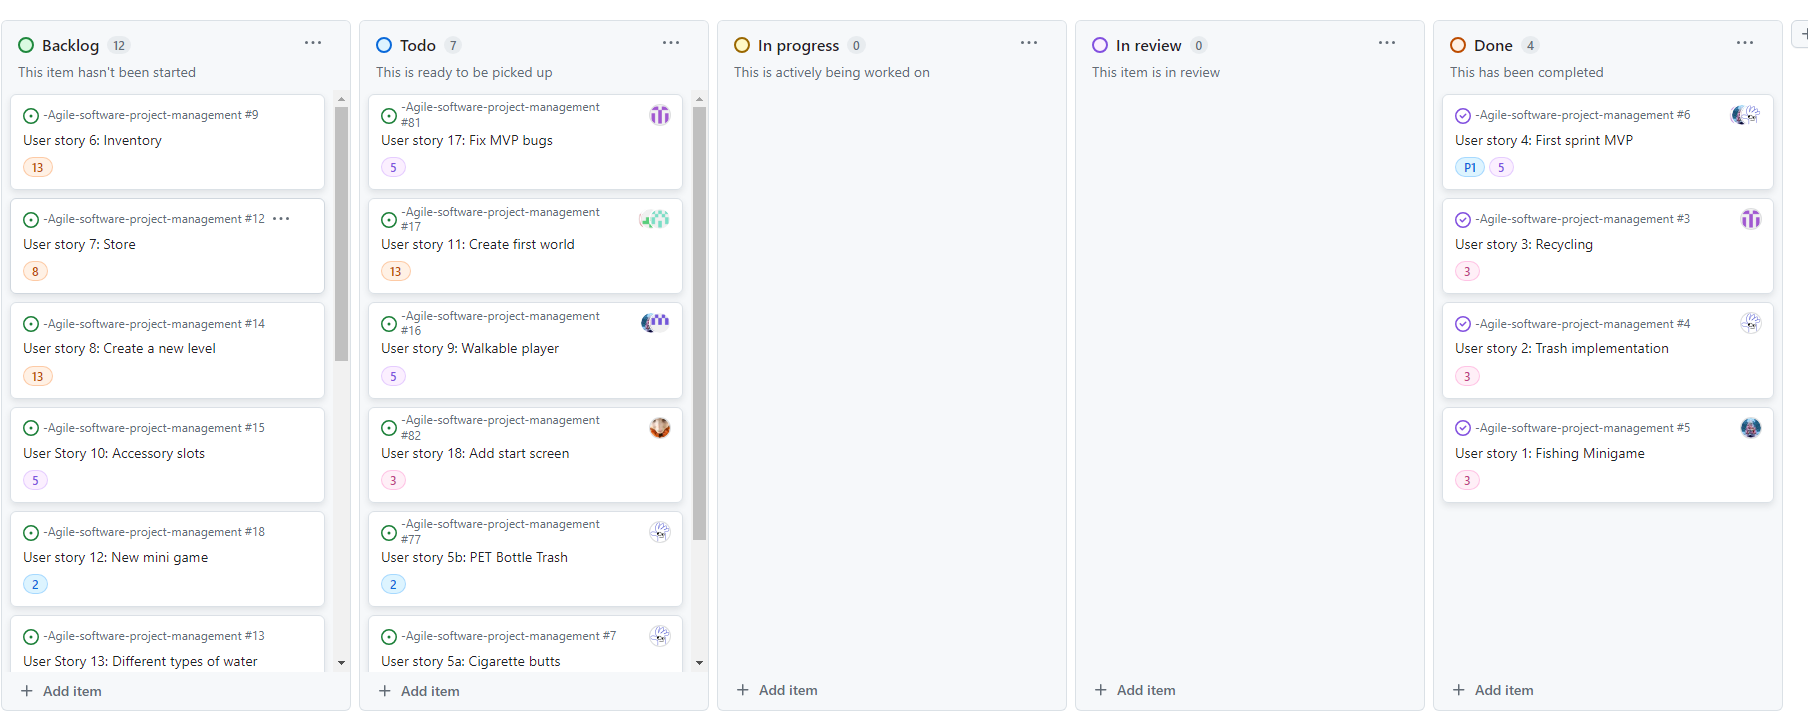 Backlog 12
This item hasn't been started
-Agile-software-project-management #9
User story 6: Inventory
13
-Agile-software-project-management #12
User story 7: Store
8
-Agile-software-project-management #14
User story 8: Create a new level
13
-Agile-software-project-management #15
User Story 10: Accessory slots
5
-Agile-software-project-management #18
User story 12: New mini game
2
-Agile-software-project-management #13
User Story 13: Different types of water
+ Add item
Todo 7
This is ready to be picked up
-Agile-software-project-management
#81
User story 17: Fix MVP bugs
5
-Agile-software-project-management
#17
User story 11: Create first world
13
-Agile-software-project-management
#16
User story 9: Walkable player
5
-Agile-software-project-management
#82
User story 18: Add start screen
3
-Agile-software-project-management
#77
User story 5b: PET Bottle Trash
2
-Agile-software-project-management #7
User story 5a: Cigarette butts
+ Add item
In progress 0
This is actively being worked on
+ Add item
In review 0
This item is in review
+ Add item
Done 4
This has been completed
-Agile-software-project-management #6
User story 4: First sprint MVP
P1 5
-Agile-software-project-management #3
User story 3: Recycling
3
-Agile-software-project-management #4
User story 2: Trash implementation
3
-Agile-software-project-management #5
User story 1: Fishing Minigame
3
+ Add item